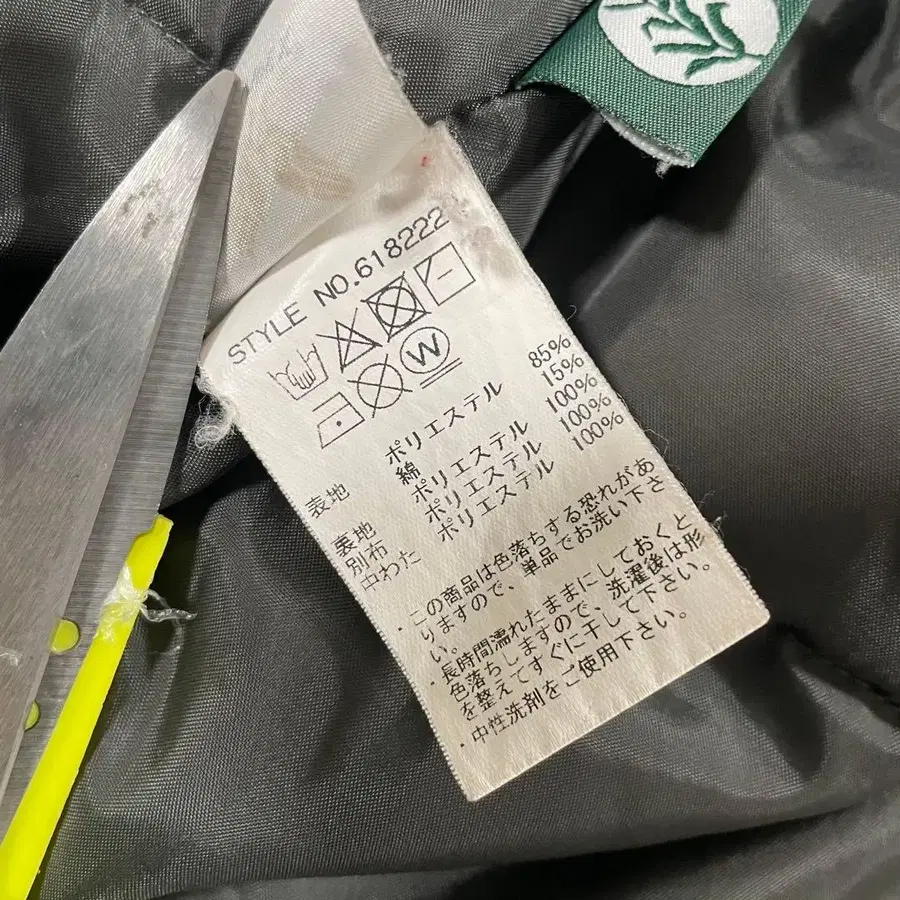 STYLE NO.618222
W
表地 ポリエステル 85%
綿 15%
裏地 ポリエステル 100%
別布 ポリエステル 100%
中わた ポリエステル 100%
・この商品は色落ちする恐れがあ
りますので、単品でお洗い下さ
い。
・長時間濡れたままにしておくと
色落ちしますので、洗濯後は形
を整えてすぐに干して下さい。
・中性洗剤をご使用下さい。